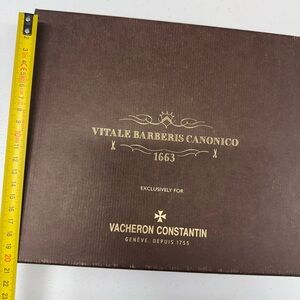 VITALE BARBERIS CANONICO
1663
EXCLUSIVELY FOR
VACHERON CONSTANTIN
GENÈVE, DEPUIS 1755